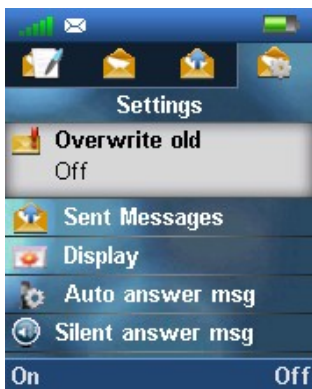 Settings
Overwrite old
Off
Sent Messages
Display
Auto answer msg
Silent answer msg
On Off